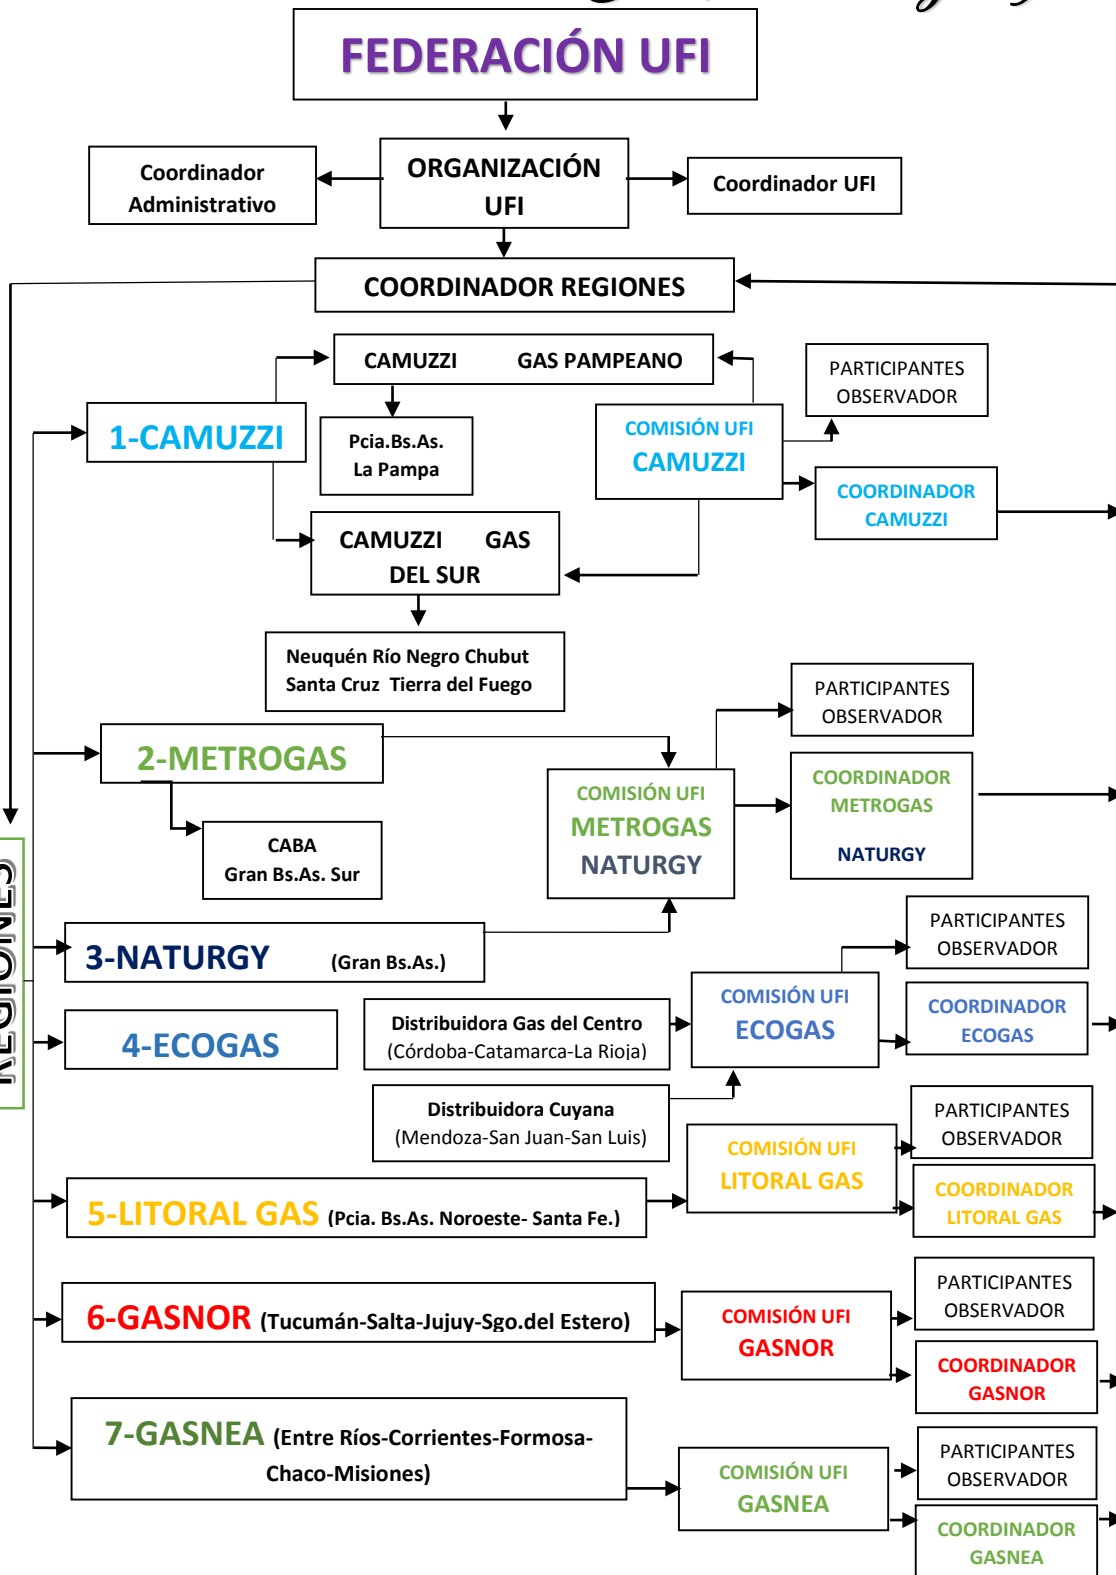 FEDERACIÓN UFI
Coordinador
Administrativo
ORGANIZACIÓN
UFI
Coordinador UFI
COORDINADOR REGIONES
CAMUZZI GAS PAMPEANO
PARTICIPANTES
OBSERVADOR
1-CAMUZZI
Pcia.Bs.As.
La Pampa
COMISIÓN UFI
CAMUZZI
COORDINADOR
CAMUZZI
CAMUZZI GAS
DEL SUR
Neuquén Río Negro Chubut
Santa Cruz Tierra del Fuego
PARTICIPANTES
OBSERVADOR
2-METROGAS
COMISIÓN UFI
METROGAS
NATURGY
COORDINADOR
METROGAS
NATURGY
CABA
Gran Bs.As. Sur
REGIONES
3-NATURGY (Gran Bs.As.)
PARTICIPANTES
OBSERVADOR
4-ECOGAS
Distribuidora Gas del Centro
(Córdoba-Catamarca-La Rioja)
COMISIÓN UFI
ECOGAS
COORDINADOR
ECOGAS
Distribuidora Cuyana
(Mendoza-San Juan-San Luis)
PARTICIPANTES
OBSERVADOR
5-LITORAL GAS (Pcia. Bs.As. Noroeste- Santa Fe.)
COMISIÓN UFI
LITORAL GAS
COORDINADOR
LITORAL GAS
PARTICIPANTES
OBSERVADOR
6-GASNOR (Tucumán-Salta-Jujuy-Sgo.del Estero)
COMISIÓN UFI
GASNOR
COORDINADOR
GASNOR
7-GASNEA (Entre Ríos-Corrientes-Formosa-
Chaco-Misiones)
COMISIÓN UFI
GASNEA
PARTICIPANTES
OBSERVADOR
COORDINADOR
GASNEA